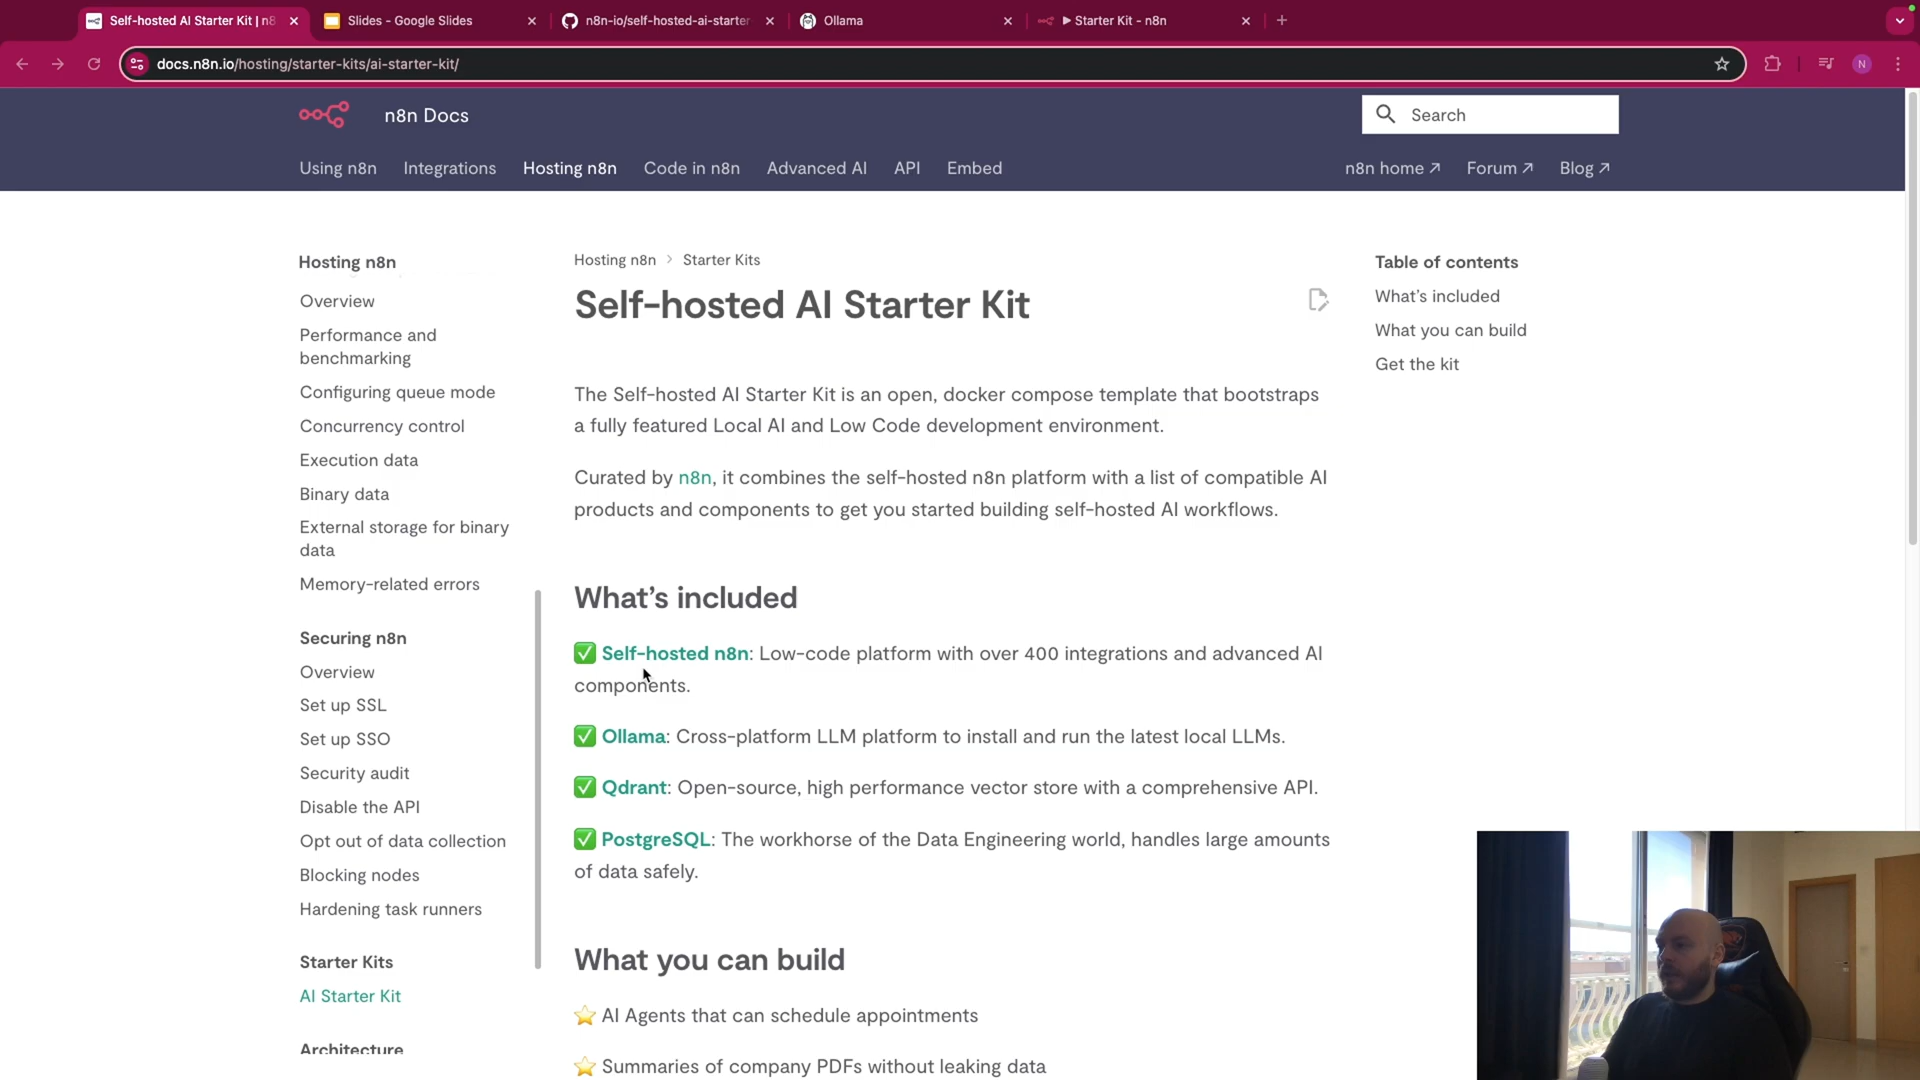 Self-hosted AI Starter Kit | n8
Slides - Google Slides
n8n-io/self-hosted-ai-starter
Ollama
Starter Kit - n8n
docs.n8n.io/hosting/starter-kits/ai-starter-kit/
N
n8n Docs
Search
Using n8n
Integrations
Hosting n8n
Code in n8n
Advanced AI
API
Embed
n8n home
Forum
Blog
Hosting n8n
Overview
Performance and
benchmarking
Configuring queue mode
Concurrency control
Execution data
Binary data
External storage for binary
data
Memory-related errors
Securing n8n
Overview
Set up SSL
Set up SSO
Security audit
Disable the API
Opt out of data collection
Blocking nodes
Hardening task runners
Starter Kits
AI Starter Kit
Architecture
Hosting n8n > Starter Kits
Self-hosted AI Starter Kit
The Self-hosted AI Starter Kit is an open, docker compose template that bootstraps
a fully featured Local AI and Low Code development environment.
Curated by n8n, it combines the self-hosted n8n platform with a list of compatible AI
products and components to get you started building self-hosted AI workflows.
What's included
✅ Self-hosted n8n: Low-code platform with over 400 integrations and advanced AI
components.
✅ Ollama: Cross-platform LLM platform to install and run the latest local LLMs.
✅ Qdrant: Open-source, high performance vector store with a comprehensive API.
✅ PostgreSQL: The workhorse of the Data Engineering world, handles large amounts
of data safely.
What you can build
⭐ AI Agents that can schedule appointments
⭐ Summaries of company PDFs without leaking data
Table of contents
What's included
What you can build
Get the kit